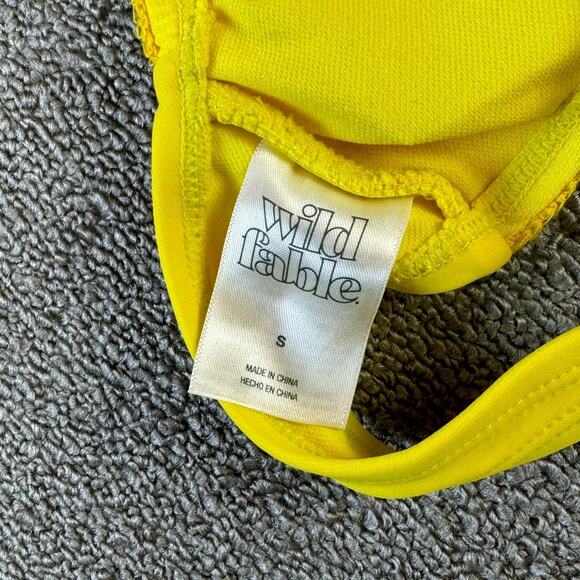 wild
fable.
S
MADE IN CHINA
HECHO EN CHINA